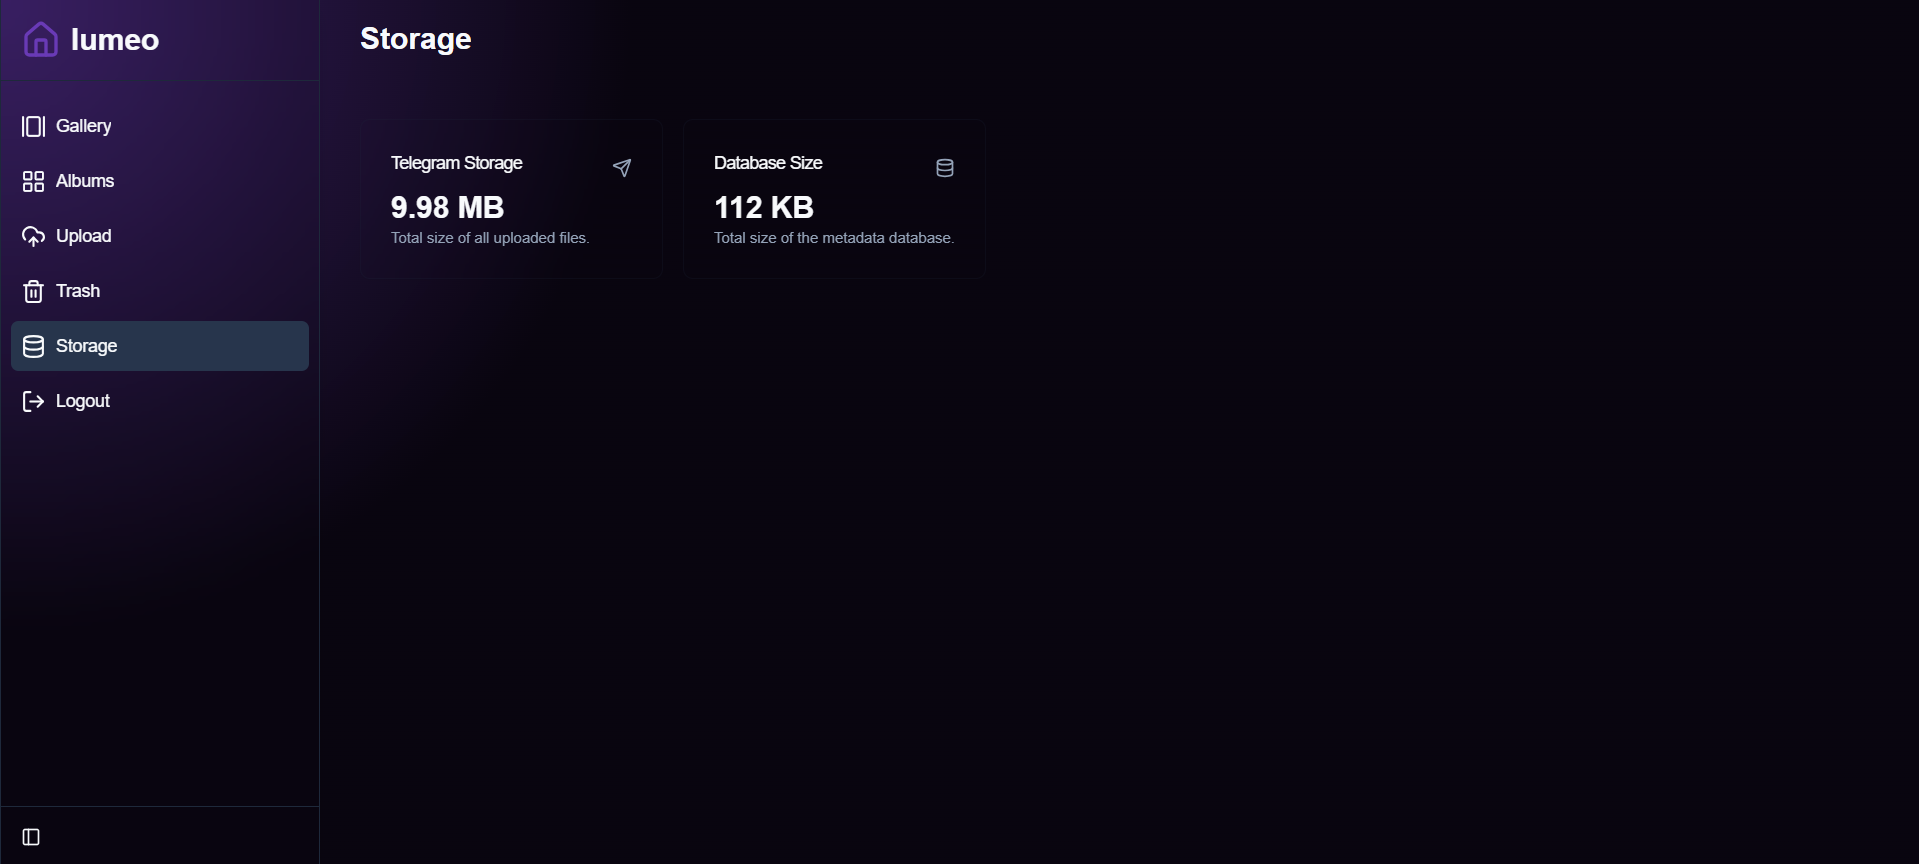 lumeo
Gallery
Albums
Upload
Trash
Storage
Logout
Storage
Telegram Storage
9.98 MB
Total size of all uploaded files.
Database Size
112 KB
Total size of the metadata database.